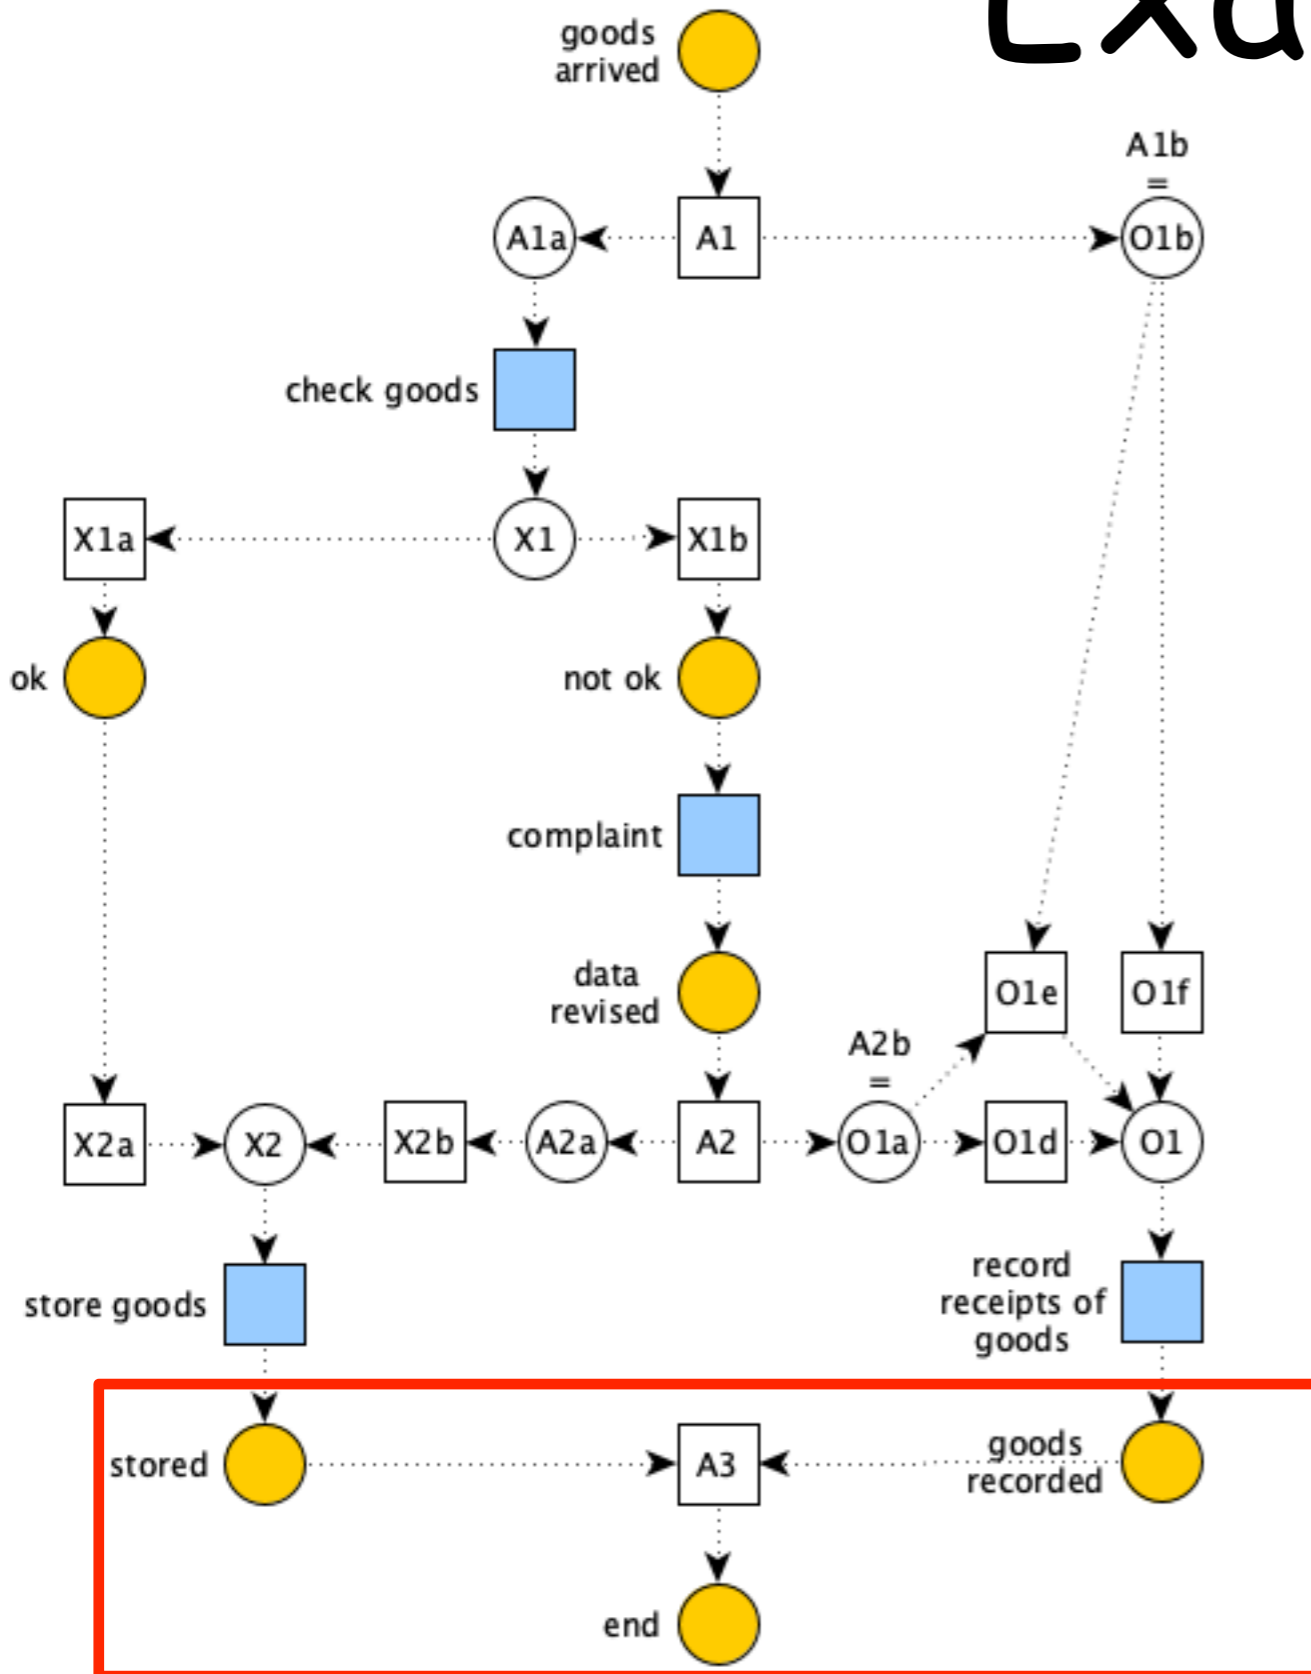 Exa
goods
arrived
A1b
=
A1a
A1
O1b
check goods
X1a
X1
X1b
ok
not ok
complaint
data
revised
O1e
O1f
A2b
=
X2a
X2
X2b
A2a
A2
O1a
O1d
O1
store goods
record
receipts of
goods
stored
A3
goods
recorded
end